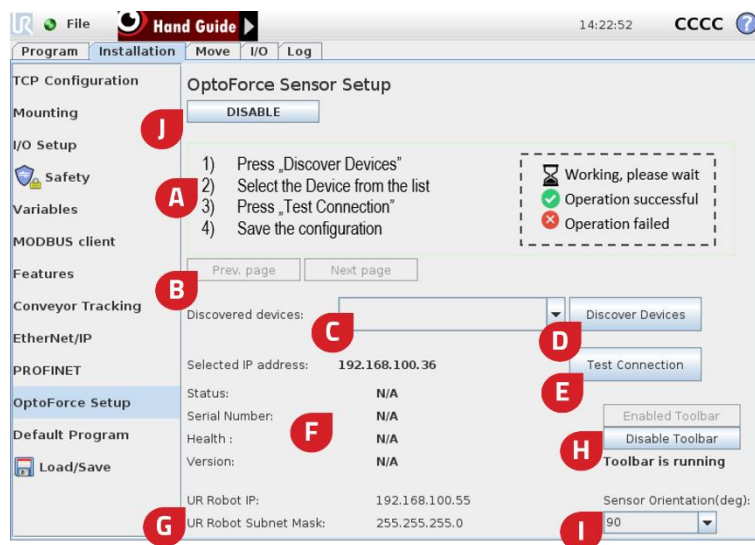 UR File Hand Guide 14:22:52 CCCC ?
Program Installation Move I/O Log
TCP Configuration
Mounting
I/O Setup
Safety
Variables
MODBUS client
Features
Conveyor Tracking
EtherNet/IP
PROFINET
OptoForce Setup
Default Program
Load/Save
OptoForce Sensor Setup
DISABLE
J
A
1) Press „Discover Devices”
2) Select the Device from the list
3) Press „Test Connection”
4) Save the configuration
Working, please wait
Operation successful
Operation failed
B
Prev. page Next page
Discovered devices: C D Discover Devices
Selected IP address: 192.168.100.36 E Test Connection
F
Status: N/A
Serial Number: N/A
Health : N/A
Version: N/A
H
Enabled Toolbar
Disable Toolbar
Toolbar is running
G
UR Robot IP: 192.168.100.55
UR Robot Subnet Mask: 255.255.255.0
Sensor Orientation(deg):
I 90